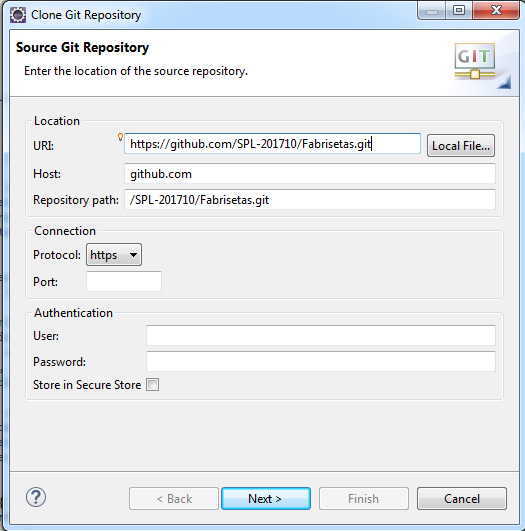 Clone Git Repository
Source Git Repository
Enter the location of the source repository.
GIT
Location
URI: https://github.com/SPL-201710/Fabrisetas.git Local File...
Host: github.com
Repository path: /SPL-201710/Fabrisetas.git
Connection
Protocol: https
Port:
Authentication
User:
Password:
Store in Secure Store
? < Back Next > Finish Cancel